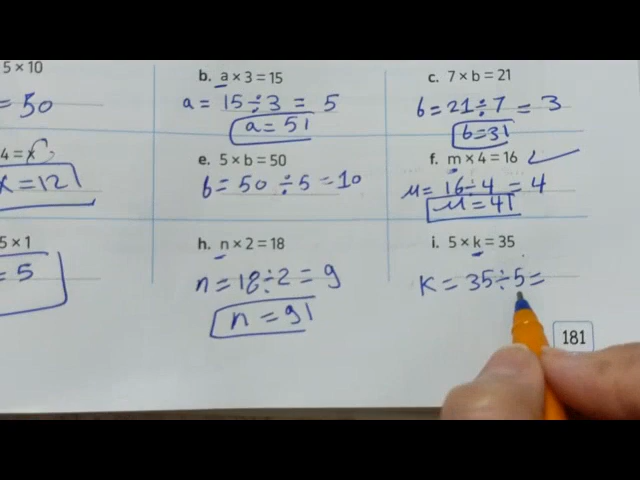 5 × 10
= 50
b. a × 3 = 15
a = 15 ÷ 3 = 5
a = 5
c. 7 × b = 21
b = 21 ÷ 7 = 3
b = 3
4 = x
x = 12
e. 5 × b = 50
b = 50 ÷ 5 = 10
f. m × 4 = 16 ✓
m = 16 ÷ 4 = 4
m = 4
5 × 1
= 5
h. n × 2 = 18
n = 18 ÷ 2 = 9
n = 9
i. 5 × k = 35
k = 35 ÷ 5 =
181